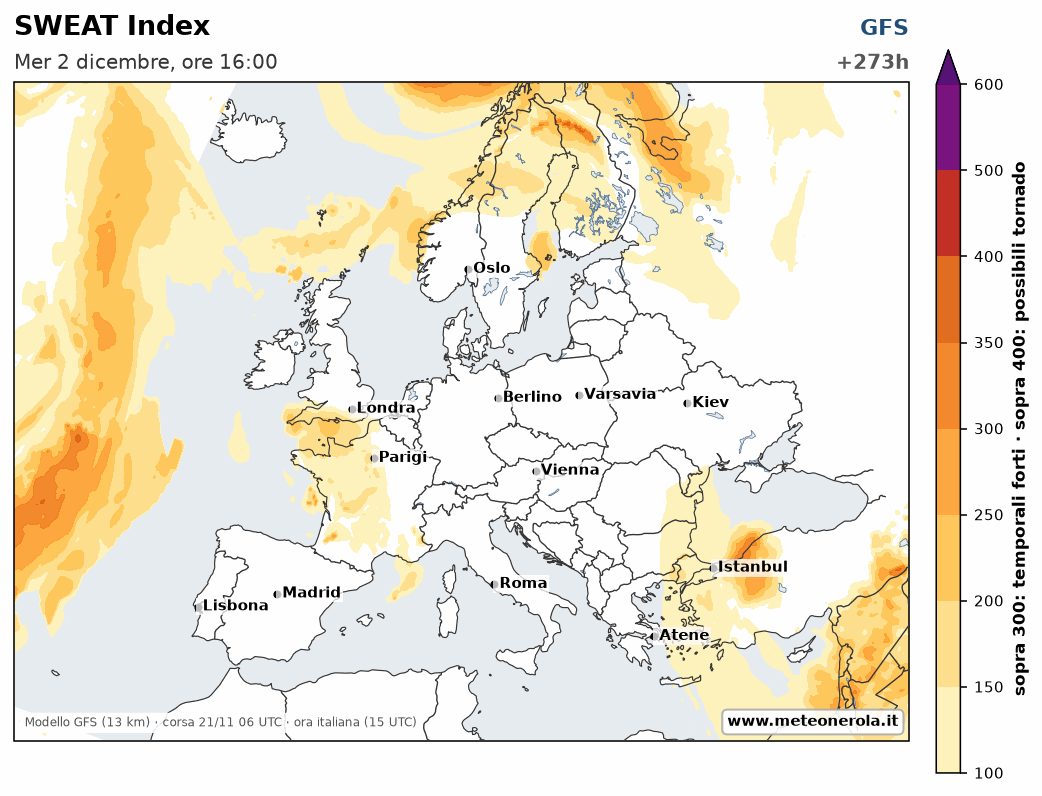 SWEAT Index
GFS
Mer 2 dicembre, ore 16:00
+273h
600
500
400
350
300
250
200
150
100
sopra 300: temporali forti · sopra 400: possibili tornado
Oslo
Londra
Berlino
Varsavia
Kiev
Parigi
Vienna
Istanbul
Roma
Madrid
Lisbona
Atene
Modello GFS (13 km) · corsa 21/11 06 UTC · ora italiana (15 UTC)
www.meteonerola.it